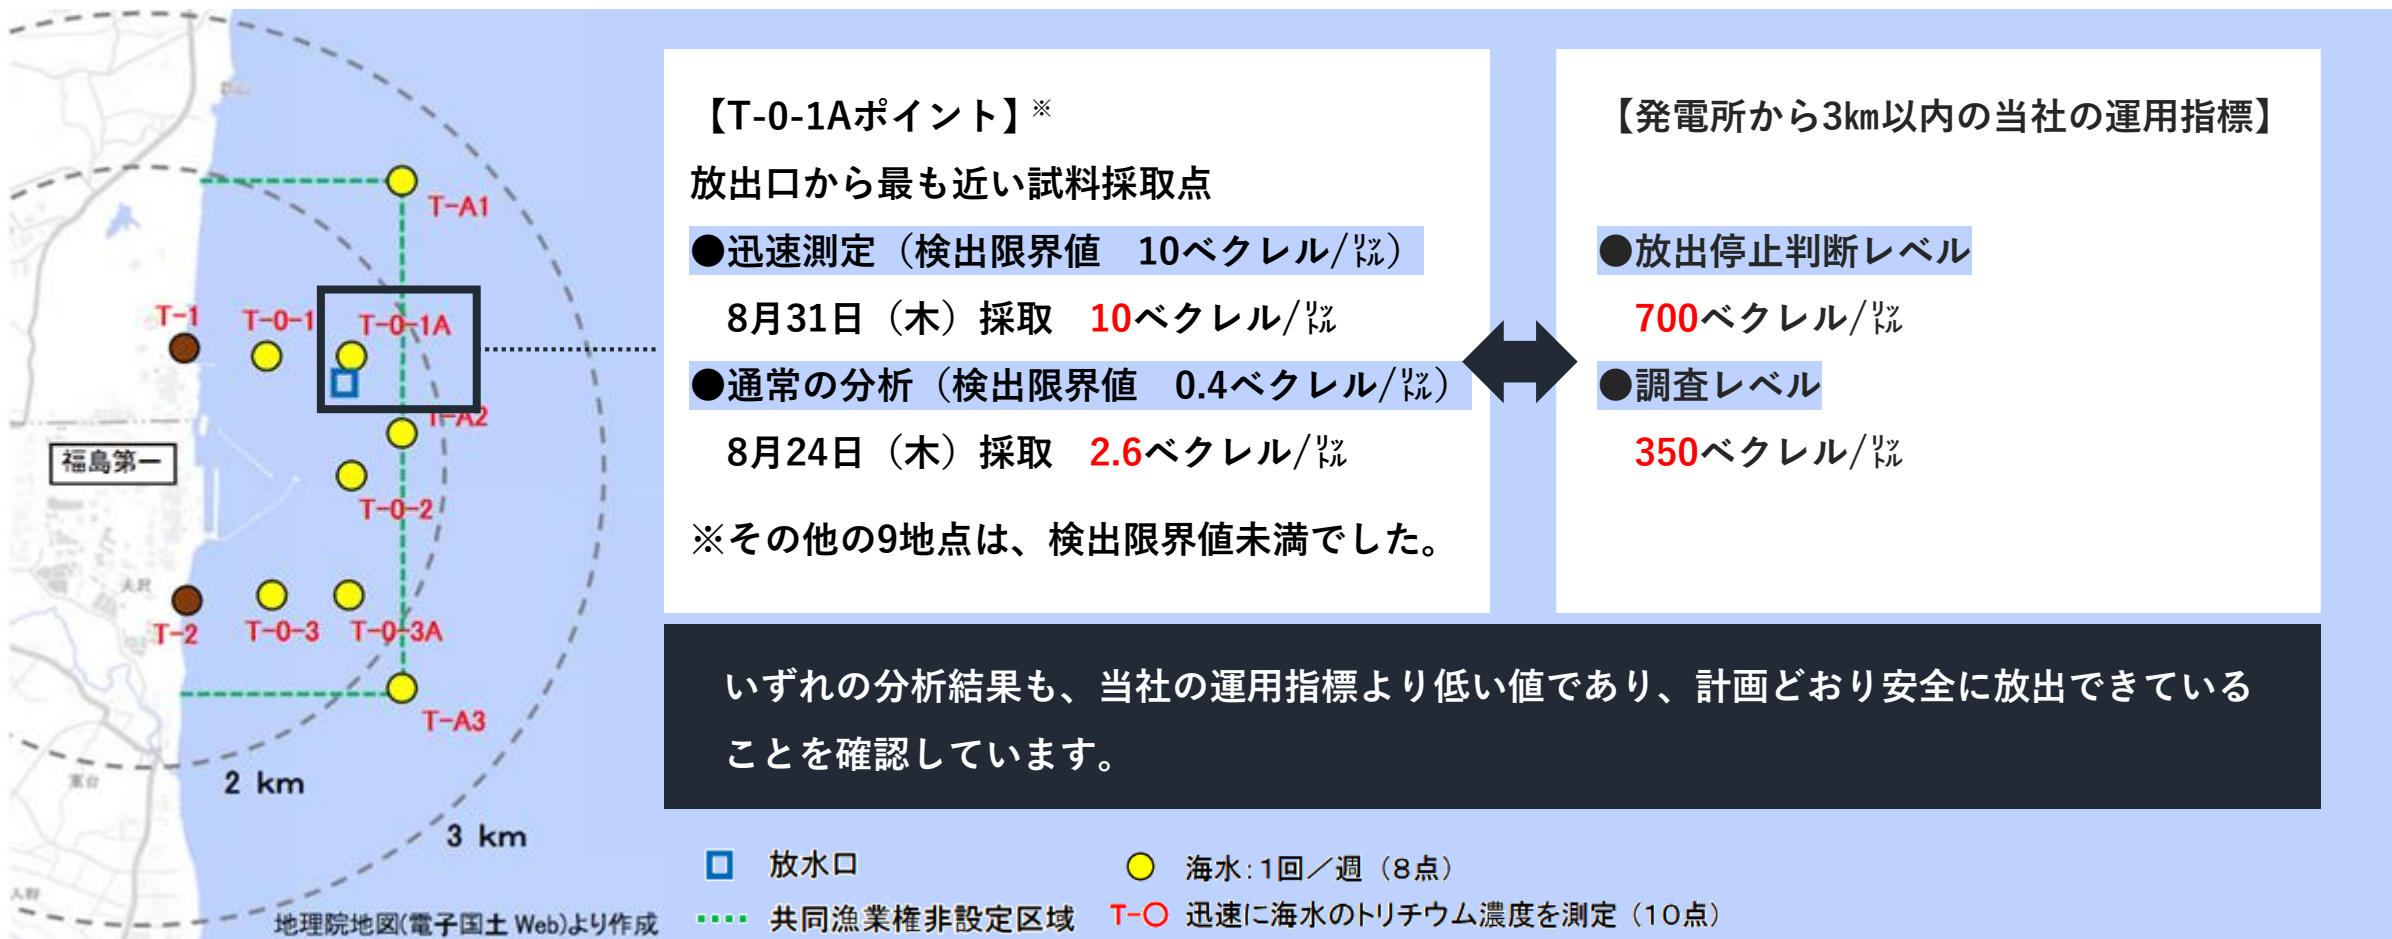 【T-0-1Aポイント】※
放出口から最も近い試料採取点
●迅速測定（検出限界値　10ベクレル/㍑）
8月31日（木）採取　10ベクレル/㍑
●通常の分析（検出限界値　0.4ベクレル/㍑）
8月24日（木）採取　2.6ベクレル/㍑
※その他の9地点は、検出限界値未満でした。
【発電所から3㎞以内の当社の運用指標】
●放出停止判断レベル
700ベクレル/㍑
●調査レベル
350ベクレル/㍑
いずれの分析結果も、当社の運用指標より低い値であり、計画どおり安全に放出できている
ことを確認しています。
T-A1
T-1
T-0-1
T-0-1A
T-A2
福島第一
T-0-2
夫沢
T-2
T-0-3
T-0-3A
T-A3
2 km
3 km
地理院地図(電子国土 Web)より作成
放水口
海水:1回／週（8点）
共同漁業権非設定区域
T-○ 迅速に海水のトリチウム濃度を測定（10点）